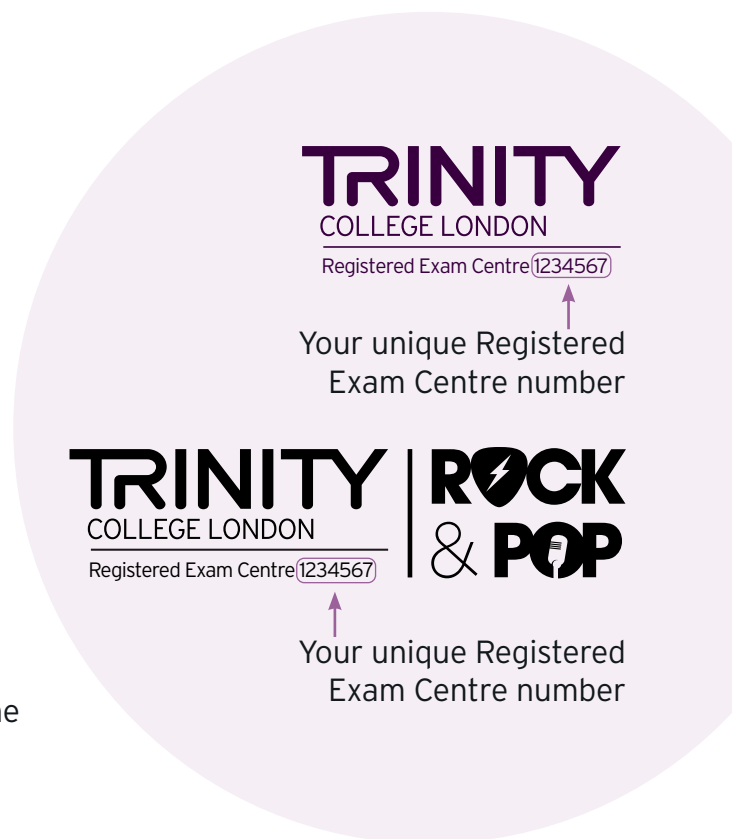 TRINITY
COLLEGE LONDON
Registered Exam Centre 1234567
Your unique Registered
Exam Centre number
TRINITY
COLLEGE LONDON
Registered Exam Centre 1234567
ROCK
& POP
Your unique Registered
Exam Centre number